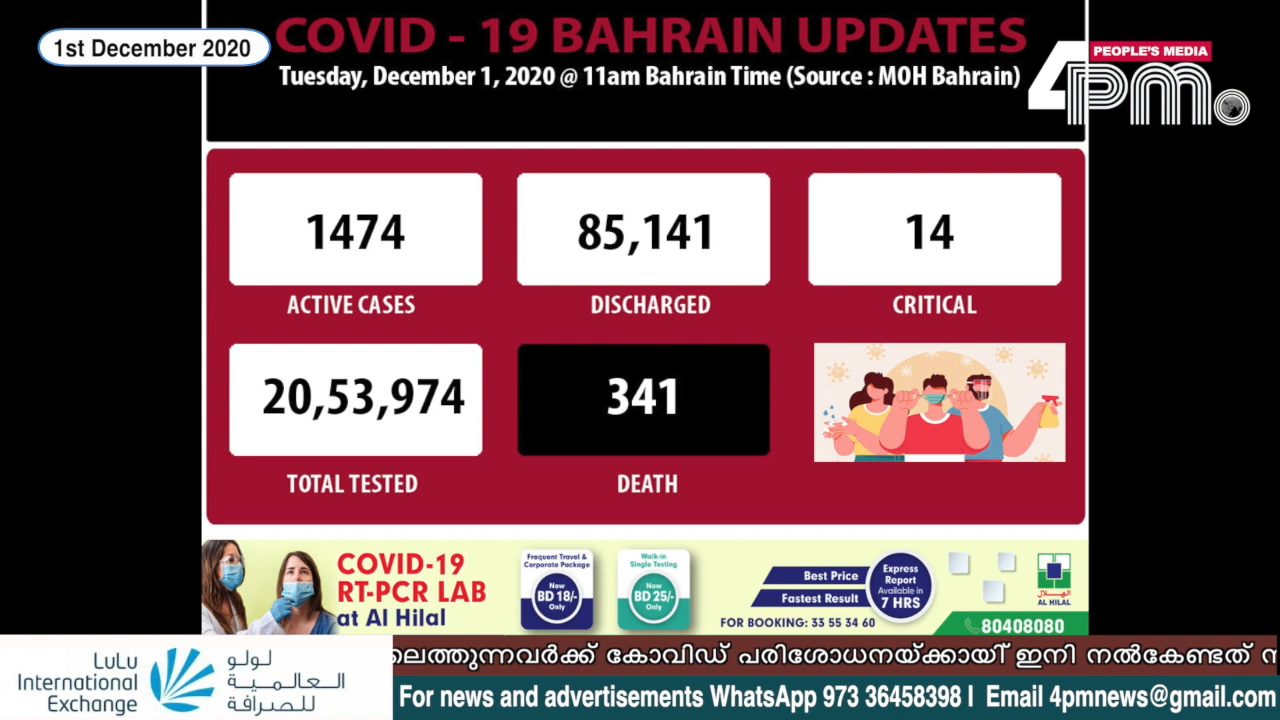 1st December 2020
COVID - 19 BAHRAIN UPDATES
Tuesday, December 1, 2020 @ 11am Bahrain Time (Source : MOH Bahrain)
PEOPLE'S MEDIA
4PM
1474
ACTIVE CASES
85,141
DISCHARGED
14
CRITICAL
20,53,974
TOTAL TESTED
341
DEATH
COVID-19
RT-PCR LAB
at Al Hilal
Frequent Travel &
Corporate Package
Now
BD 18/-
Only
Walk-in
Single Testing
Now
BD 25/-
Only
Best Price
Fastest Result
Express
Report
Available in
7 HRS
FOR BOOKING: 33 55 34 60
الهلال
AL HILAL
80408080
LuLu
International
Exchange
لولو
العالمية
للصرافة
ലെത്തുന്നവർക്ക് കോവിഡ് പരിശോധനയ്ക്കായി ഇനി നൽകേണ്ടത്
For news and advertisements WhatsApp 973 36458398 I Email 4pmnews@gmail.com